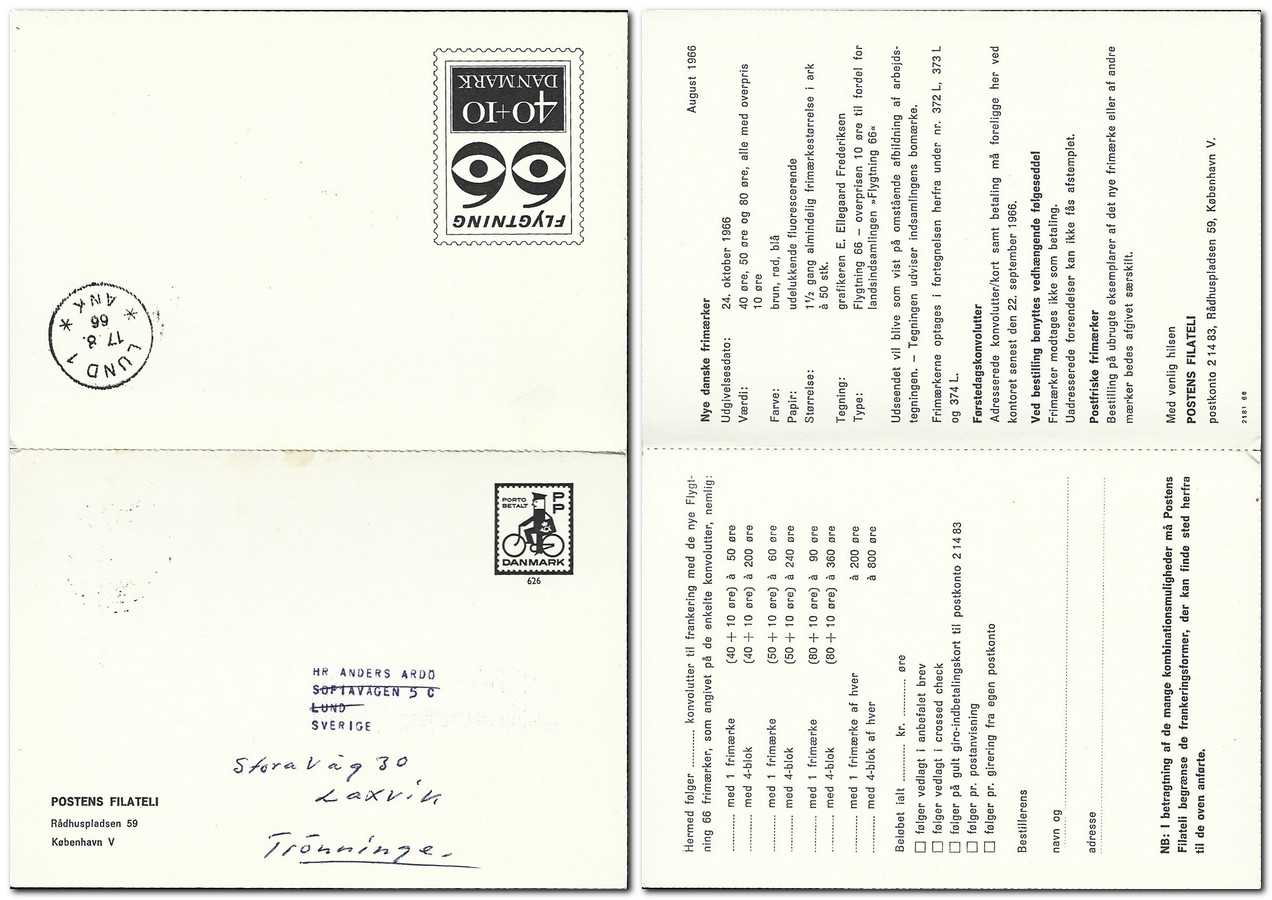 DANMARK
40+10
FLYGTNING
66
LUND 1
17.8.
66
* ANK *
PORTO
BETALT
PP
DANMARK
626
HR ANDERS ARDÖ
SOFIAVÄGEN 5 C
LUND
SVERIGE
Stora Väg 30
Laxvik
Trönninge.
POSTENS FILATELI
Rådhuspladsen 59
København V
August 1966
Nye danske frimærker
Udgivelsesdato: 24. oktober 1966
Værdi: 40 øre, 50 øre og 80 øre, alle med overpris
10 øre
Farve: brun, rød, blå
Papir: udelukkende fluorescerende
Størrelse: 1½ gang almindelig frimærkestørrelse i ark
à 50 stk.
Tegning: grafikeren E. Ellegaard Frederiksen
Type: Flygtning 66 – overprisen 10 øre til fordel for
landsindsamlingen »Flygtning 66«
Udseendet vil blive som vist på omstående afbildning af arbejds-
tegningen. – Tegningen udviser indsamlingens bomærke.
Frimærkerne optages i fortegnelsen herfra under nr. 372 L, 373 L
og 374 L.
Førstedagskonvolutter
Adresserede konvolutter/kort samt betaling må foreligge her ved
kontoret senest den 22. september 1966.
Ved bestilling benyttes vedhængende følgeseddel
Frimærker modtages ikke som betaling.
Uadresserede forsendelser kan ikke fås afstemplet.
Postfriske frimærker
Bestilling på ubrugte eksemplarer af det nye frimærke eller af andre
mærker bedes afgivet særskilt.
Med venlig hilsen
POSTENS FILATELI
postkonto 2 14 83, Rådhuspladsen 59, København V.
2181 66
Hermed følger .......... konvolutter til frankering med de nye Flygt-
ning 66 frimærker, som angivet på de enkelte konvolutter, nemlig:
.......... med 1 frimærke (40 + 10 øre) à 50 øre
.......... med 4-blok (40 + 10 øre) à 200 øre
.......... med 1 frimærke (50 + 10 øre) à 60 øre
.......... med 4-blok (50 + 10 øre) à 240 øre
.......... med 1 frimærke (80 + 10 øre) à 90 øre
.......... med 4-blok (80 + 10 øre) à 360 øre
.......... med 1 frimærke af hver à 200 øre
.......... med 4-blok af hver à 800 øre
Beløbet ialt .......... kr. .......... øre
følger vedlagt i anbefalet brev
følger vedlagt i crossed check
følger på gult giro-indbetalingskort til postkonto 2 14 83
følger pr. postanvisning
følger pr. girering fra egen postkonto
Bestillerens
navn og
adresse
NB: I betragtning af de mange kombinationsmuligheder må Postens
Filateli begrænse de frankeringsformer, der kan finde sted herfra
til de oven anførte.